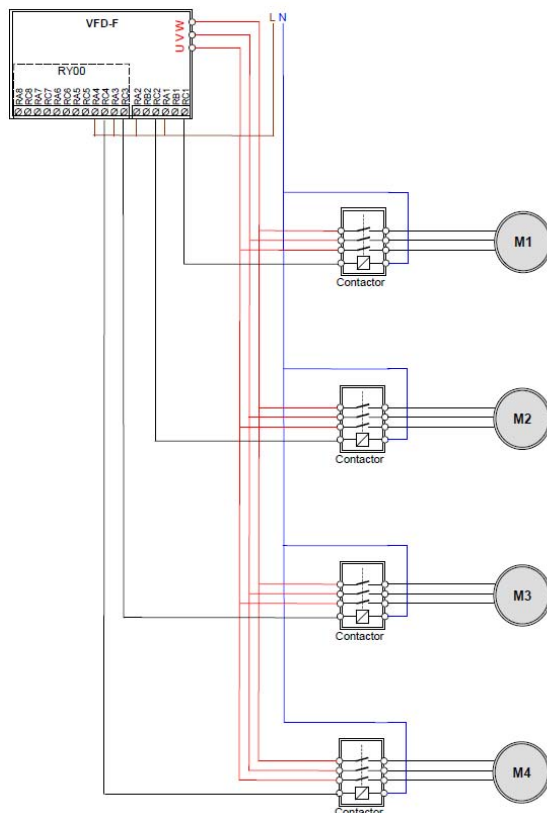 VFD-F
L N
U V W
RY00
RA8 RC8 RA7 RC7 RA6 RC6 RA5 RC5 RA4 RC4 RA3 RC3 RA2 RB2 RC2 RA1 RB1 RC1
M1
Contactor
M2
Contactor
M3
Contactor
M4
Contactor